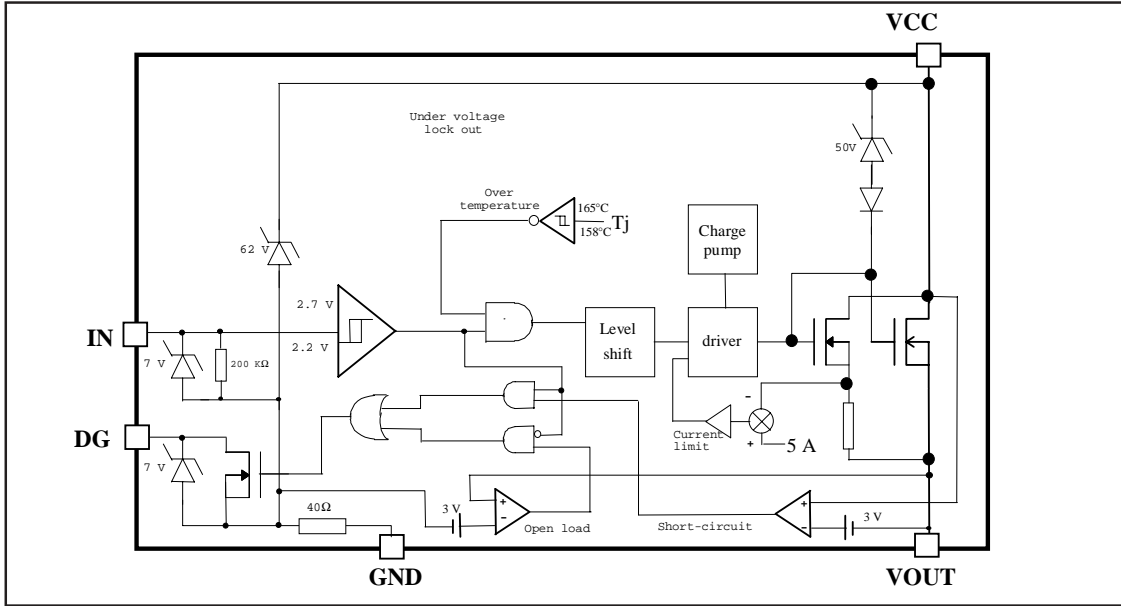 VCC
Under voltage
lock out
50V
Over
temperature
165°C
158°C
Tj
Charge
pump
62 V
2.7 V
IN
2.2 V
Level
shift
driver
7 V
200 KΩ
-
Current
limit
+
5 A
DG
7 V
+
-
3 V
Open load
Short-circuit
+
-
3 V
40Ω
GND
VOUT